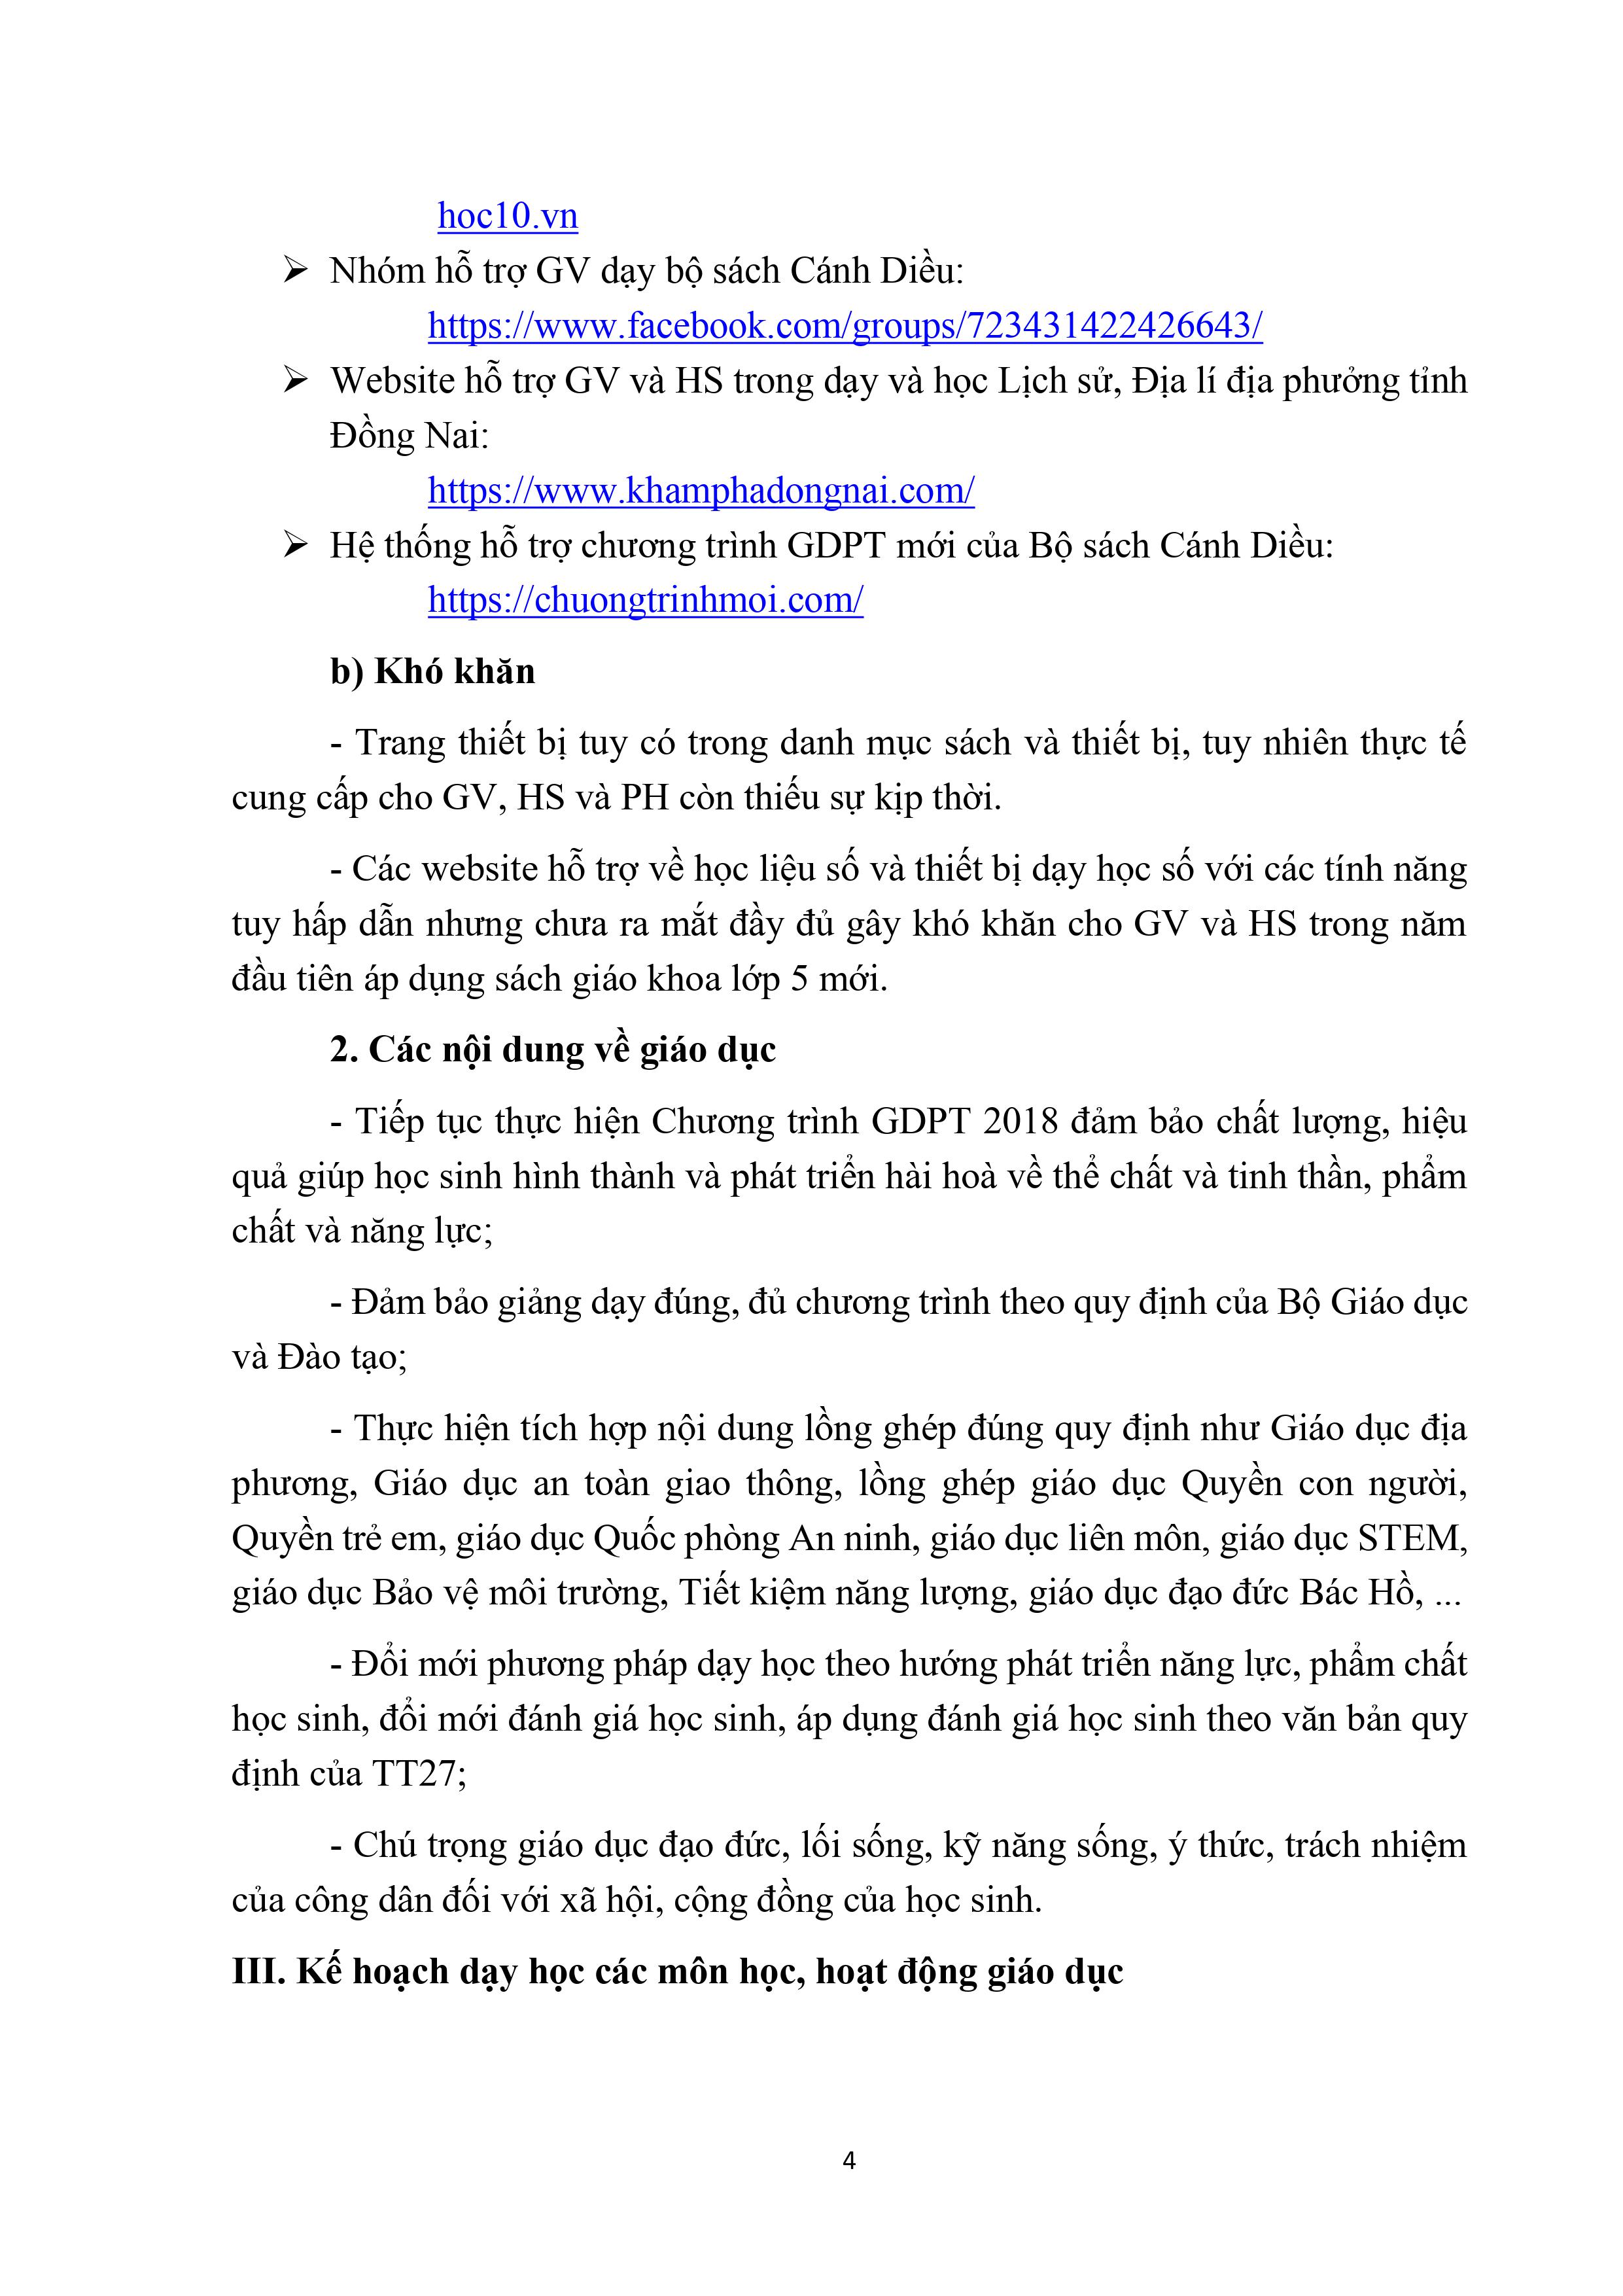 hoc10.vn
➢ Nhóm hỗ trợ GV dạy bộ sách Cánh Diều:
https://www.facebook.com/groups/723431422426643/
➢ Website hỗ trợ GV và HS trong dạy và học Lịch sử, Địa lí địa phưởng tỉnh
Đồng Nai:
https://www.khamphadongnai.com/
➢ Hệ thống hỗ trợ chương trình GDPT mới của Bộ sách Cánh Diều:
https://chuongtrinhmoi.com/
b) Khó khăn
- Trang thiết bị tuy có trong danh mục sách và thiết bị, tuy nhiên thực tế
cung cấp cho GV, HS và PH còn thiếu sự kịp thời.
- Các website hỗ trợ về học liệu số và thiết bị dạy học số với các tính năng
tuy hấp dẫn nhưng chưa ra mắt đầy đủ gây khó khăn cho GV và HS trong năm
đầu tiên áp dụng sách giáo khoa lớp 5 mới.
2. Các nội dung về giáo dục
- Tiếp tục thực hiện Chương trình GDPT 2018 đảm bảo chất lượng, hiệu
quả giúp học sinh hình thành và phát triển hài hoà về thể chất và tinh thần, phẩm
chất và năng lực;
- Đảm bảo giảng dạy đúng, đủ chương trình theo quy định của Bộ Giáo dục
và Đào tạo;
- Thực hiện tích hợp nội dung lồng ghép đúng quy định như Giáo dục địa
phương, Giáo dục an toàn giao thông, lồng ghép giáo dục Quyền con người,
Quyền trẻ em, giáo dục Quốc phòng An ninh, giáo dục liên môn, giáo dục STEM,
giáo dục Bảo vệ môi trường, Tiết kiệm năng lượng, giáo dục đạo đức Bác Hồ, ...
- Đổi mới phương pháp dạy học theo hướng phát triển năng lực, phẩm chất
học sinh, đổi mới đánh giá học sinh, áp dụng đánh giá học sinh theo văn bản quy
định của TT27;
- Chú trọng giáo dục đạo đức, lối sống, kỹ năng sống, ý thức, trách nhiệm
của công dân đối với xã hội, cộng đồng của học sinh.
III. Kế hoạch dạy học các môn học, hoạt động giáo dục
4